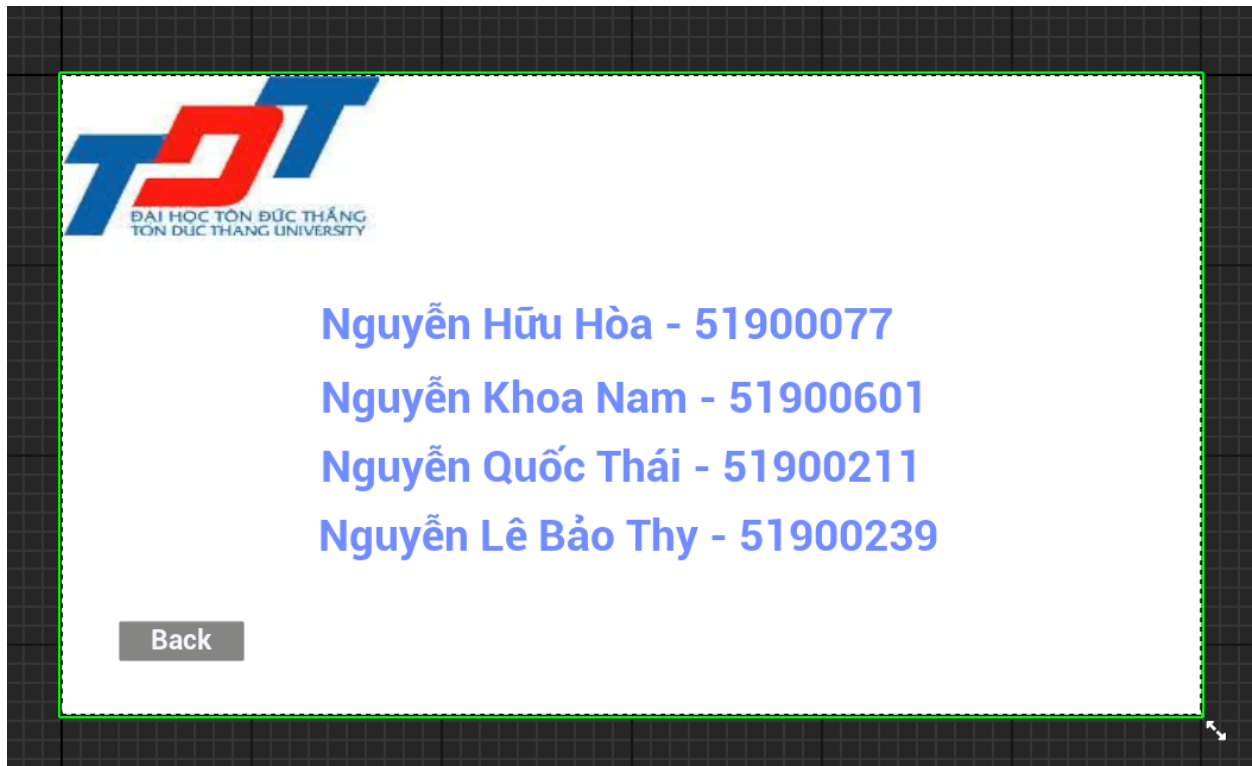 TDT
ĐẠI HỌC TÔN ĐỨC THẮNG
TON DUC THANG UNIVERSITY
Nguyễn Hữu Hòa - 51900077
Nguyễn Khoa Nam - 51900601
Nguyễn Quốc Thái - 51900211
Nguyễn Lê Bảo Thy - 51900239
Back